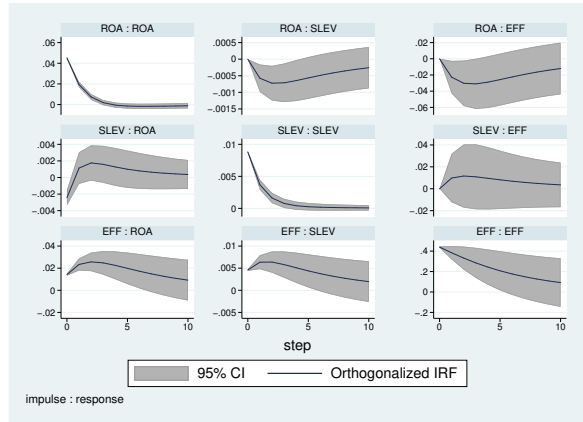 ROA : ROA
ROA : SLEV
ROA : EFF
.06
.04
.02
0
.0005
0
-.0005
-.001
-.0015
.02
0
-.02
-.04
-.06
SLEV : ROA
SLEV : SLEV
SLEV : EFF
.004
.002
0
-.002
-.004
.01
.005
0
.04
.02
0
-.02
EFF : ROA
EFF : SLEV
EFF : EFF
.04
.02
0
-.02
.01
.005
0
-.005
.4
.2
0
-.2
0 5 10
0 5 10
0 5 10
step
95% CI
Orthogonalized IRF
impulse : response